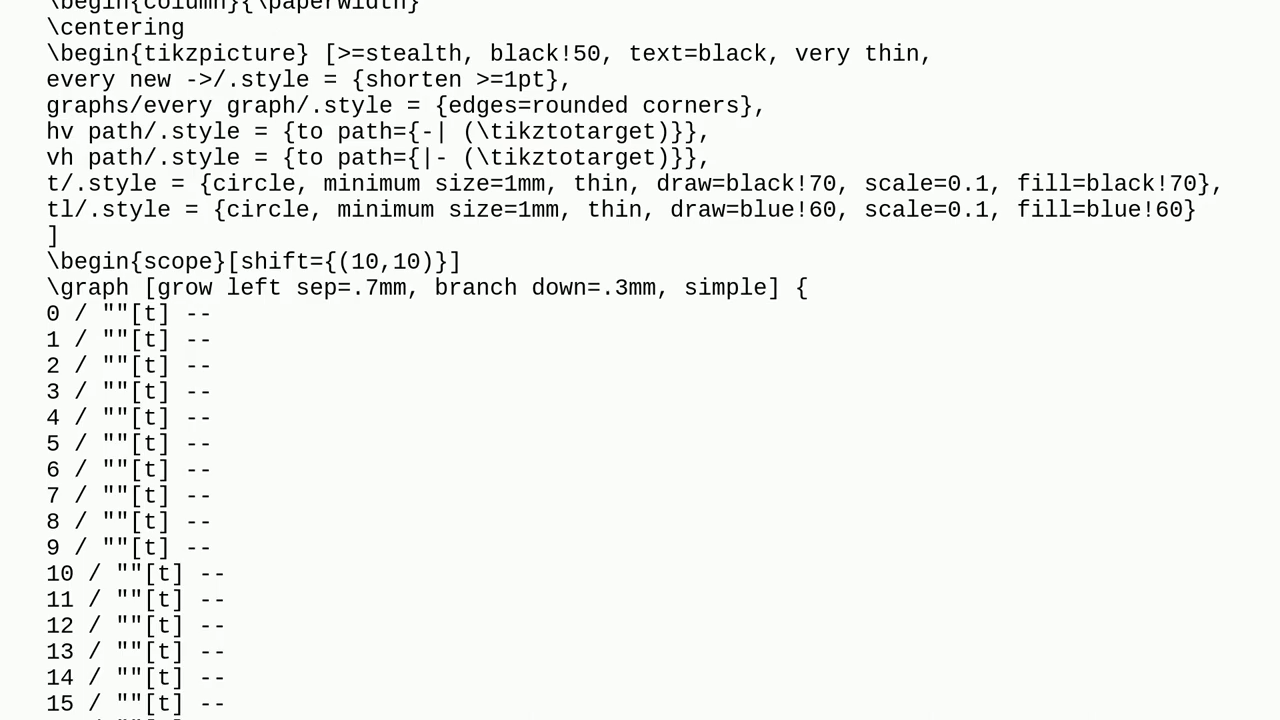 \begin{column}{\paperwidth}
\centering
\begin{tikzpicture} [>=stealth, black!50, text=black, very thin,
every new ->/.style = {shorten >=1pt},
graphs/every graph/.style = {edges=rounded corners},
hv path/.style = {to path={-| (\tikztotarget)}},
vh path/.style = {to path={|- (\tikztotarget)}},
t/.style = {circle, minimum size=1mm, thin, draw=black!70, scale=0.1, fill=black!70},
tl/.style = {circle, minimum size=1mm, thin, draw=blue!60, scale=0.1, fill=blue!60}
]
\begin{scope}[shift={(10,10)}]
\graph [grow left sep=.7mm, branch down=.3mm, simple] {
0 / ""[t] --
1 / ""[t] --
2 / ""[t] --
3 / ""[t] --
4 / ""[t] --
5 / ""[t] --
6 / ""[t] --
7 / ""[t] --
8 / ""[t] --
9 / ""[t] --
10 / ""[t] --
11 / ""[t] --
12 / ""[t] --
13 / ""[t] --
14 / ""[t] --
15 / ""[t] --